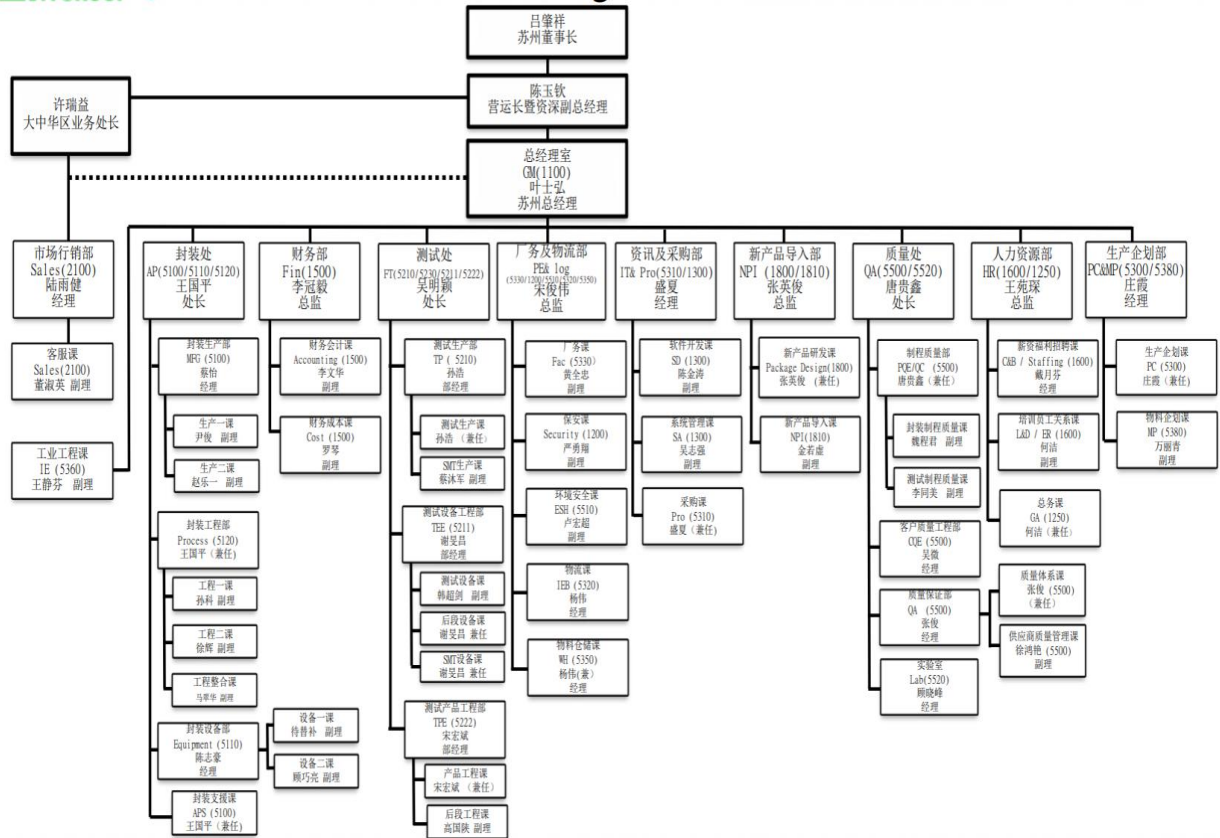 吕肇祥
苏州董事长
陈玉钦
营运长暨资深副总经理
许瑞益
大中华区业务处长
总经理室
GM(1100)
叶士弘
苏州总经理
市场行销部
Sales(2100)
陆雨健
经理
客服课
Sales(2100)
董淑英 副理
工业工程课
IE (5360)
王静芬 副理
封装处
AP(5100/5110/5120)
王国平
处长
封装生产部
MFG (5100)
蔡怡
经理
生产一课
尹俊 副理
生产二课
赵乐一 副理
封装工程部
Process (5120)
王国平(兼任)
工程一课
孙科 副理
工程二课
徐辉 副理
工程整合课
马翠华 副理
封装设备部
Equipment (5110)
陈志豪
经理
设备一课
待替补 副理
设备二课
顾巧亮 副理
封装支援课
APS (5100)
王国平(兼任)
财务部
Fin(1500)
李冠毅
总监
财务会计课
Accounting (1500)
李文华
副理
财务成本课
Cost (1500)
罗琴
副理
测试处
FT(5210/5230/5211/5222)
吴明颖
处长
测试生产部
TP ( 5210)
孙浩
部经理
测试生产课
孙浩 (兼任)
SMT生产课
蔡沐军 副理
测试设备工程部
TEE (5211)
谢旻昌
部经理
测试设备课
韩超剑 副理
后段设备课
谢旻昌 兼任
SMT设备课
谢旻昌 兼任
测试产品工程部
TPE (5222)
宋宏斌
部经理
产品工程课
宋宏斌 (兼任)
后段工程课
高国陕 副理
厂务及物流部
PE& log
(5330/1200/5510/5320/5350)
宋俊伟
总监
厂务课
Fac (5330)
黄全忠
副理
保安课
Security (1200)
严勇翔
副理
环境安全课
ESH (5510)
卢宏超
副理
物流课
IEB (5320)
杨伟
经理
物料仓储课
WH (5350)
杨伟(兼)
经理
资讯及采购部
IT& Pro(5310/1300)
盛夏
经理
软件开发课
SD (1300)
陈金涛
副理
系统管理课
SA (1300)
吴志强
副理
采购课
Pro (5310)
盛夏(兼任)
新产品导入部
NPI (1800/1810)
张英俊
总监
新产品研发课
Package Design(1800)
张英俊 (兼任)
新产品导入课
NPI(1810)
金若虚
副理
质量处
QA(5500/5520)
唐贵鑫
处长
制程质量部
PQE/QC (5500)
唐贵鑫(兼任)
封装制程质量课
魏程君 副理
测试制程质量课
李同美 副理
客户质量工程部
CQE (5500)
吴微
经理
质量保证部
QA (5500)
张俊
经理
质量体系课
张俊 (5500)
(兼任)
供应商质量管理课
徐鸿艳 (5500)
副理
实验室
Lab(5520)
顾晓峰
经理
人力资源部
HR(1600/1250)
王苑琛
总监
薪资福利招聘课
C&B / Staffing (1600)
戴月芬
经理
培训员工关系课
L&D / ER (1600)
何洁
副理
总务课
GA (1250)
何洁(兼任)
生产企划部
PC&MP(5300/5380)
庄霞
经理
生产企划课
PC (5300)
庄霞(兼任)
物料企划课
MP (5380)
万丽青
副理